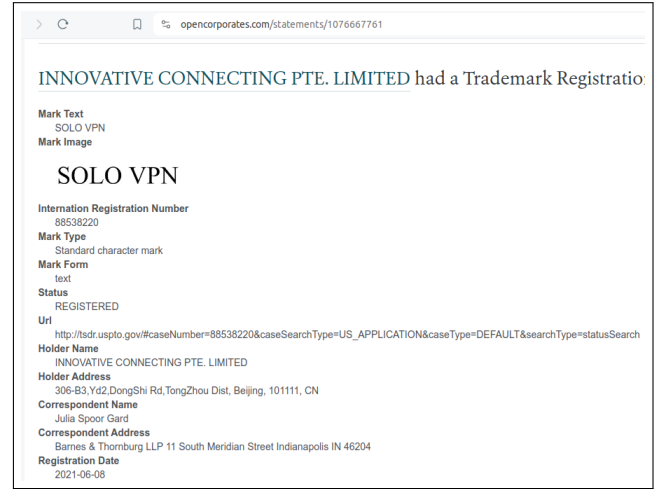 opencorporates.com/statements/1076667761
INNOVATIVE CONNECTING PTE. LIMITED had a Trademark Registratio
Mark Text
SOLO VPN
Mark Image
SOLO VPN
Internation Registration Number
88538220
Mark Type
Standard character mark
Mark Form
text
Status
REGISTERED
Url
http://tsdr.uspto.gov/#caseNumber=88538220&caseSearchType=US_APPLICATION&caseType=DEFAULT&searchType=statusSearch
Holder Name
INNOVATIVE CONNECTING PTE. LIMITED
Holder Address
306-B3,Yd2,DongShi Rd,TongZhou Dist, Beijing, 101111, CN
Correspondent Name
Julia Spoor Gard
Correspondent Address
Barnes & Thornburg LLP 11 South Meridian Street Indianapolis IN 46204
Registration Date
2021-06-08